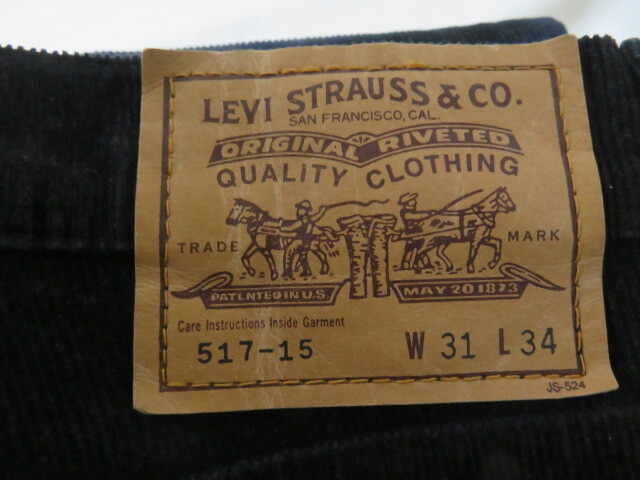 LEVI STRAUSS & CO.
SAN FRANCISCO, CAL.
ORIGINAL RIVETED
QUALITY CLOTHING
TRADE MARK
PATENTED IN U.S. MAY 20 1873
Care Instructions Inside Garment
517-15 W 31 L 34
JS-524